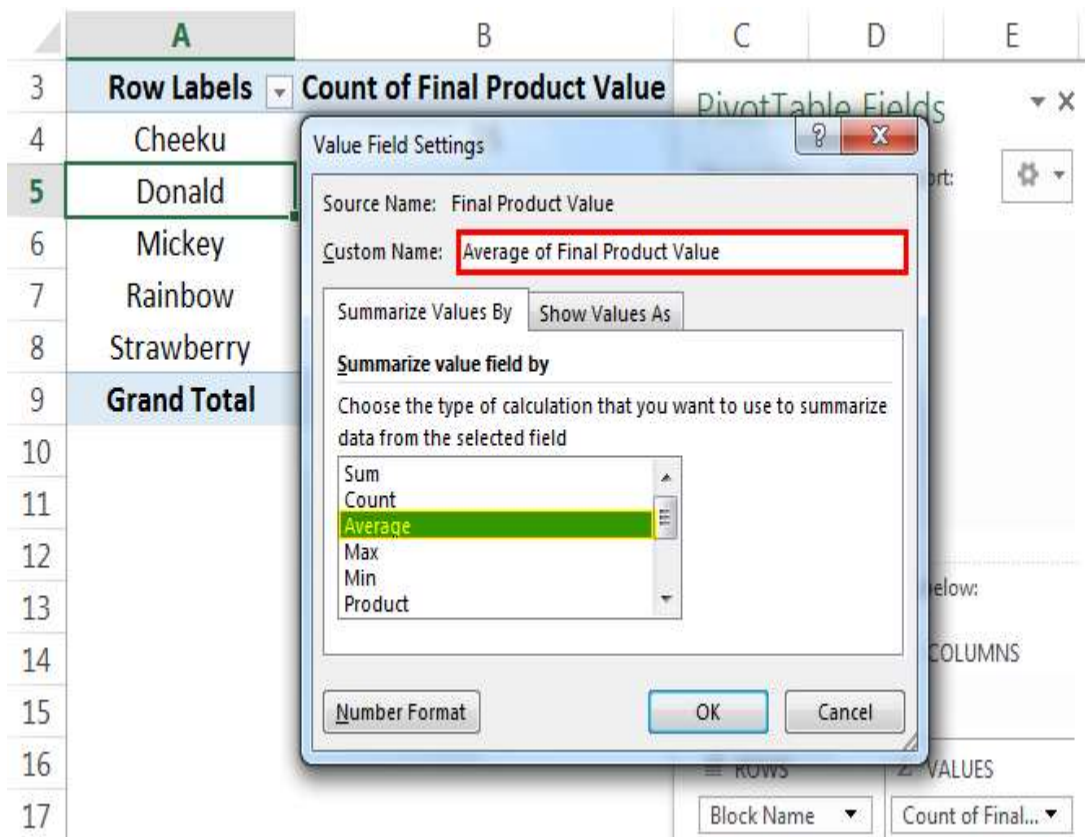 A B C D E
3 Row Labels Count of Final Product Value
PivotTable Fields
4 Cheeku
5 Donald
6 Mickey
7 Rainbow
8 Strawberry
9 Grand Total
10
11
12
13
14
15
16
17
Value Field Settings
Source Name: Final Product Value
Custom Name: Average of Final Product Value
Summarize Values By Show Values As
Summarize value field by
Choose the type of calculation that you want to use to summarize
data from the selected field
Sum
Count
Average
Max
Min
Product
Number Format OK Cancel
below:
COLUMNS
ROWS Σ VALUES
Block Name Count of Final...